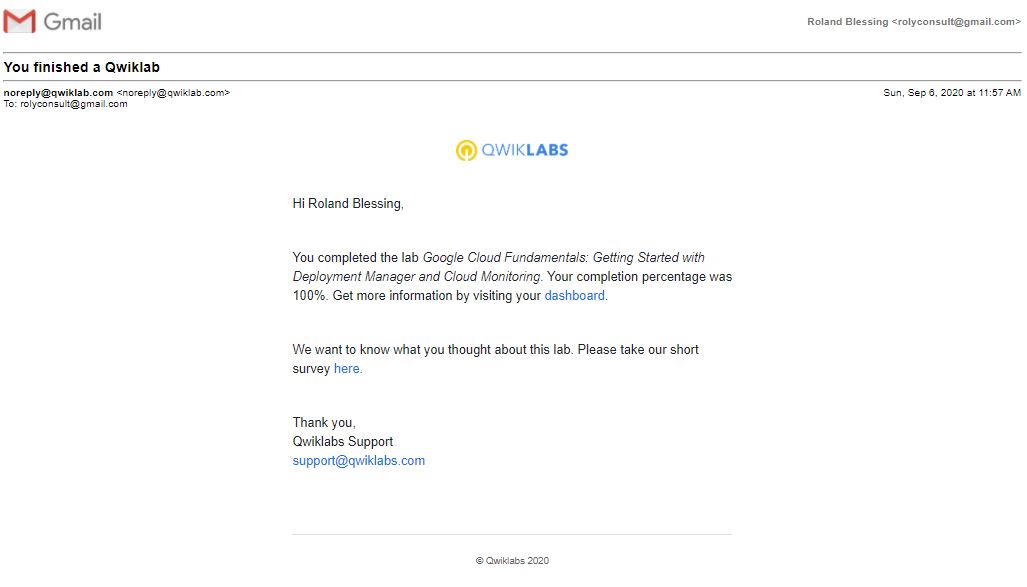 Gmail
Roland Blessing <rolyconsult@gmail.com>
You finished a Qwiklab
noreply@qwiklab.com <noreply@qwiklab.com>
Sun, Sep 6, 2020 at 11:57 AM
To: rolyconsult@gmail.com
QWIKLABS
Hi Roland Blessing,
You completed the lab Google Cloud Fundamentals: Getting Started with
Deployment Manager and Cloud Monitoring. Your completion percentage was
100%. Get more information by visiting your dashboard.
We want to know what you thought about this lab. Please take our short
survey here.
Thank you,
Qwiklabs Support
support@qwiklabs.com
© Qwiklabs 2020